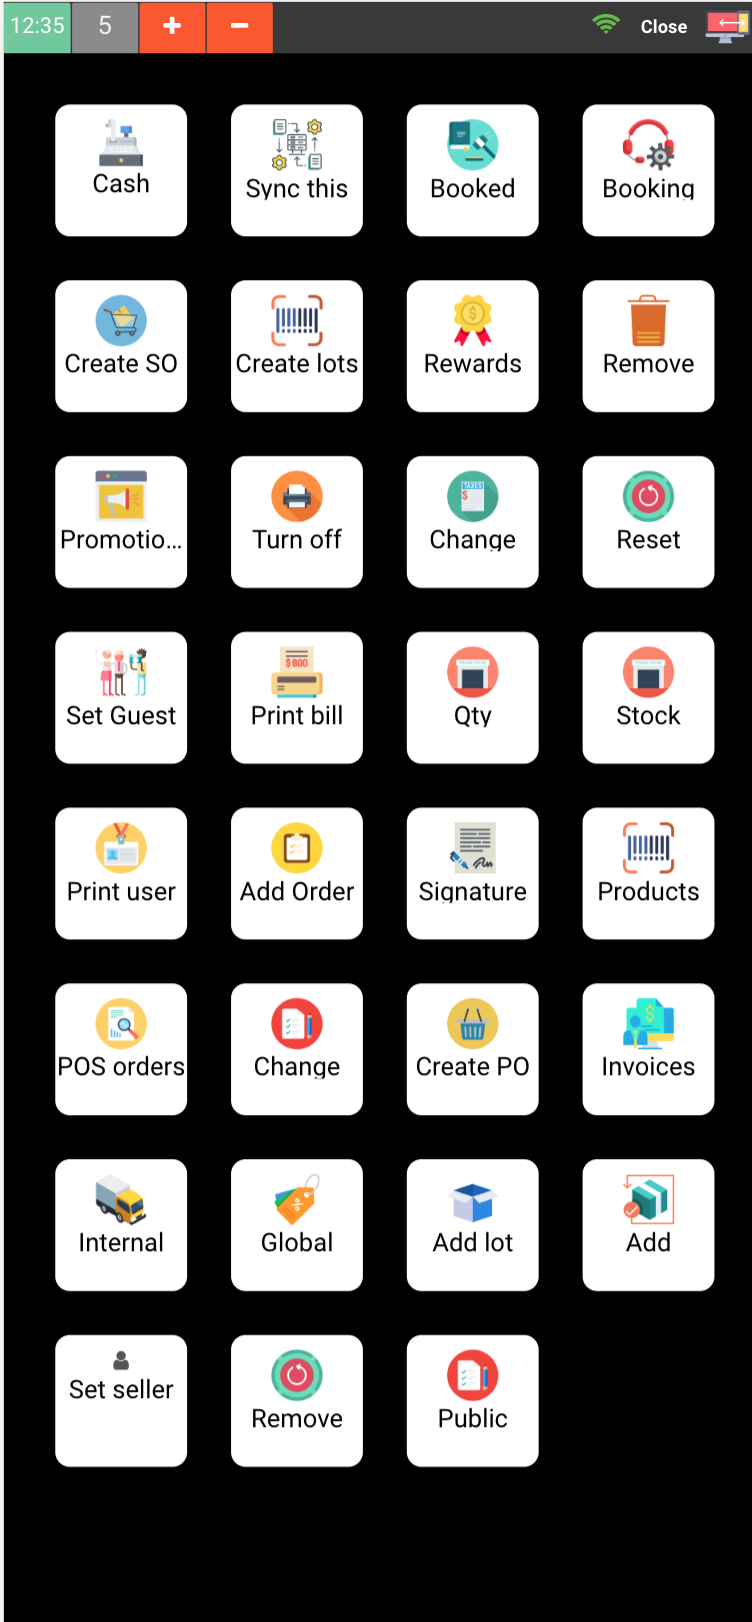 12:35 5 + − Close
Cash
Sync this
Booked
Booking
Create SO
Create lots
Rewards
Remove
Promotio...
Turn off
TAXES
$
Change
Reset
Set Guest
$ 800
Print bill
Qty
Stock
Print user
Add Order
Signature
Products
POS orders
Change
Create PO
$
Invoices
Internal
%
Global
Add lot
Add
Set seller
Remove
Public